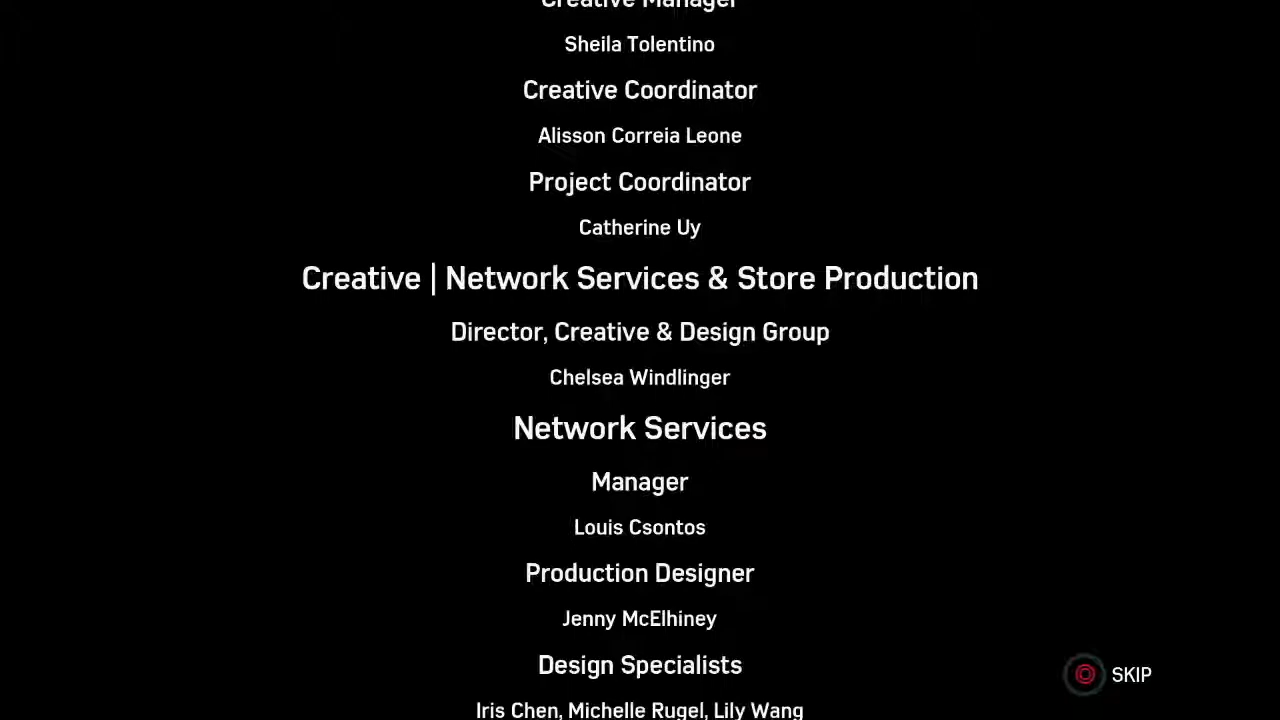 Creative Manager
Sheila Tolentino
Creative Coordinator
Alisson Correia Leone
Project Coordinator
Catherine Uy
Creative | Network Services & Store Production
Director, Creative & Design Group
Chelsea Windlinger
Network Services
Manager
Louis Csontos
Production Designer
Jenny McElhiney
Design Specialists
SKIP
Iris Chen, Michelle Rugel, Lily Wang